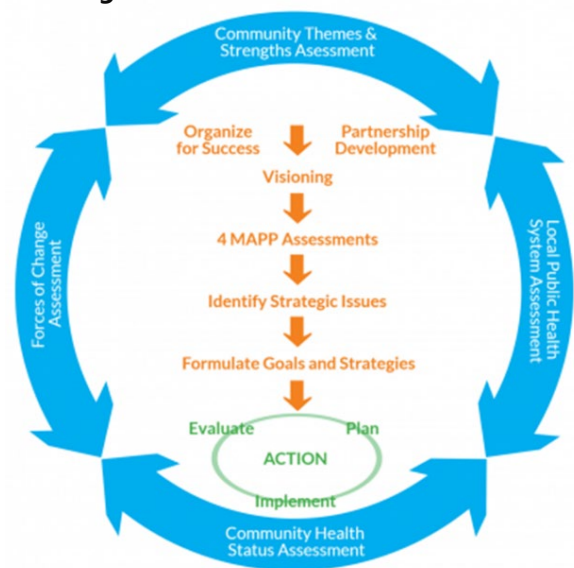 Community Themes &
Strengths Assessment
Organize
for Success
Partnership
Development
Visioning
4 MAPP Assessments
Identify Strategic Issues
Formulate Goals and Strategies
Evaluate
Plan
ACTION
Implement
Forces of Change
Assessment
Local Public Health
System Assessment
Community Health
Status Assessment